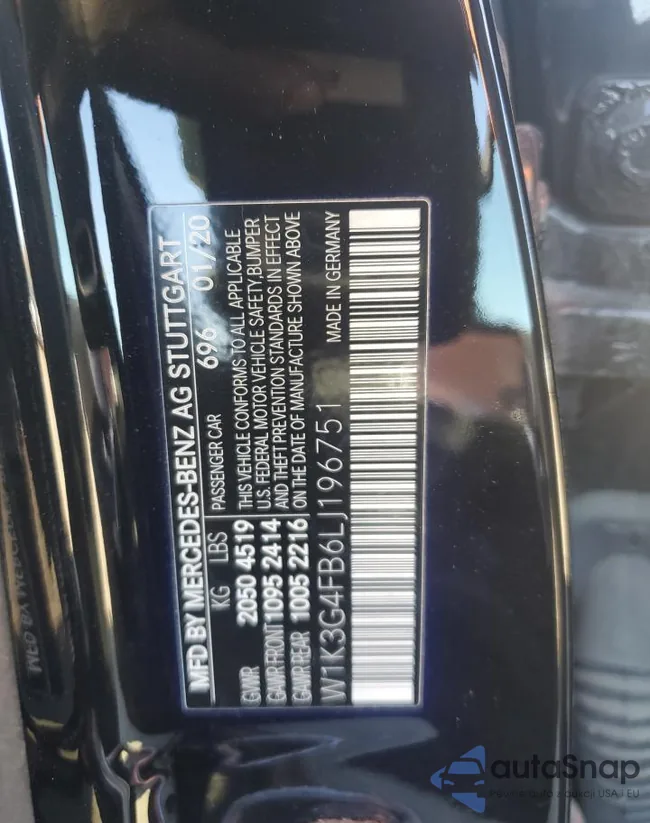 MFD BY MERCEDES-BENZ AG STUTTGART
KG LBS PASSENGER CAR 696 01/20
GVWR 2050 4519 THIS VEHICLE CONFORMS TO ALL APPLICABLE
U.S. FEDERAL MOTOR VEHICLE SAFETY,BUMPER
GAWR FRONT 1095 2414 AND THEFT PREVENTION STANDARDS IN EFFECT
GAWR REAR 1005 2216 ON THE DATE OF MANUFACTURE SHOWN ABOVE
W1K3G4FB6LJ196751 MADE IN GERMANY
autoSnap